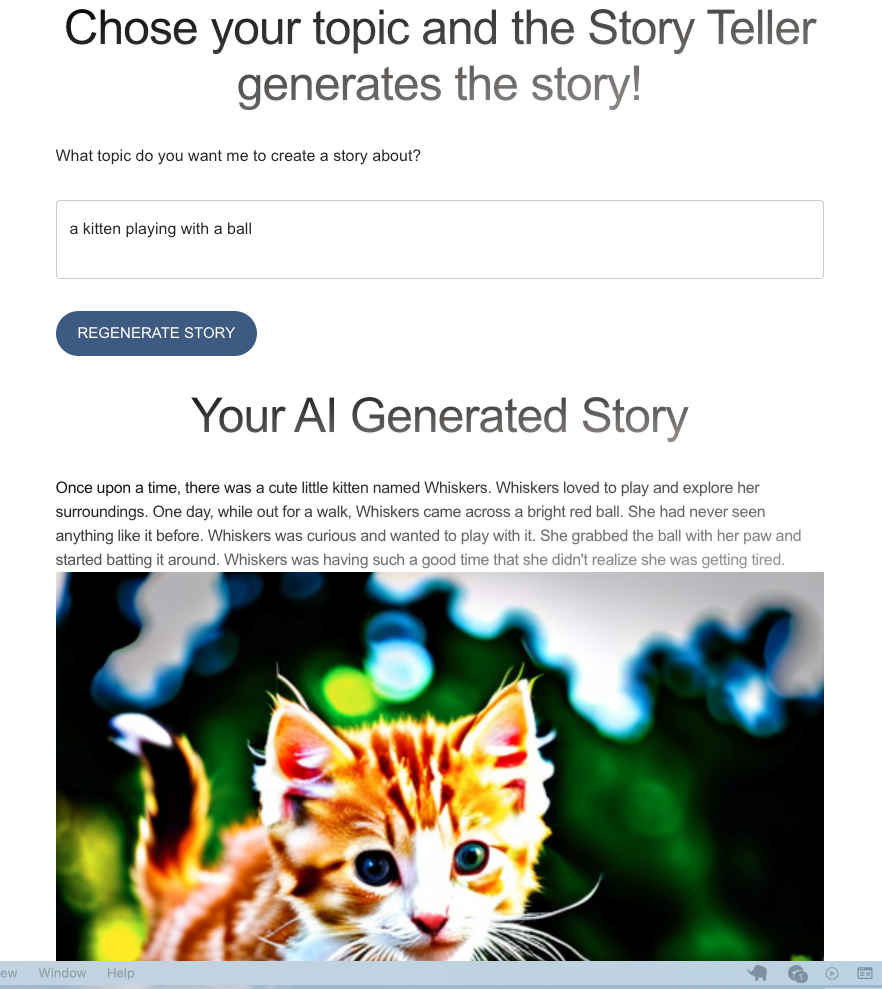 Chose your topic and the Story Teller
generates the story!
What topic do you want me to create a story about?
a kitten playing with a ball
REGENERATE STORY
Your AI Generated Story
Once upon a time, there was a cute little kitten named Whiskers. Whiskers loved to play and explore her
surroundings. One day, while out for a walk, Whiskers came across a bright red ball. She had never seen
anything like it before. Whiskers was curious and wanted to play with it. She grabbed the ball with her paw and
started batting it around. Whiskers was having such a good time that she didn't realize she was getting tired.
ew Window Help 1